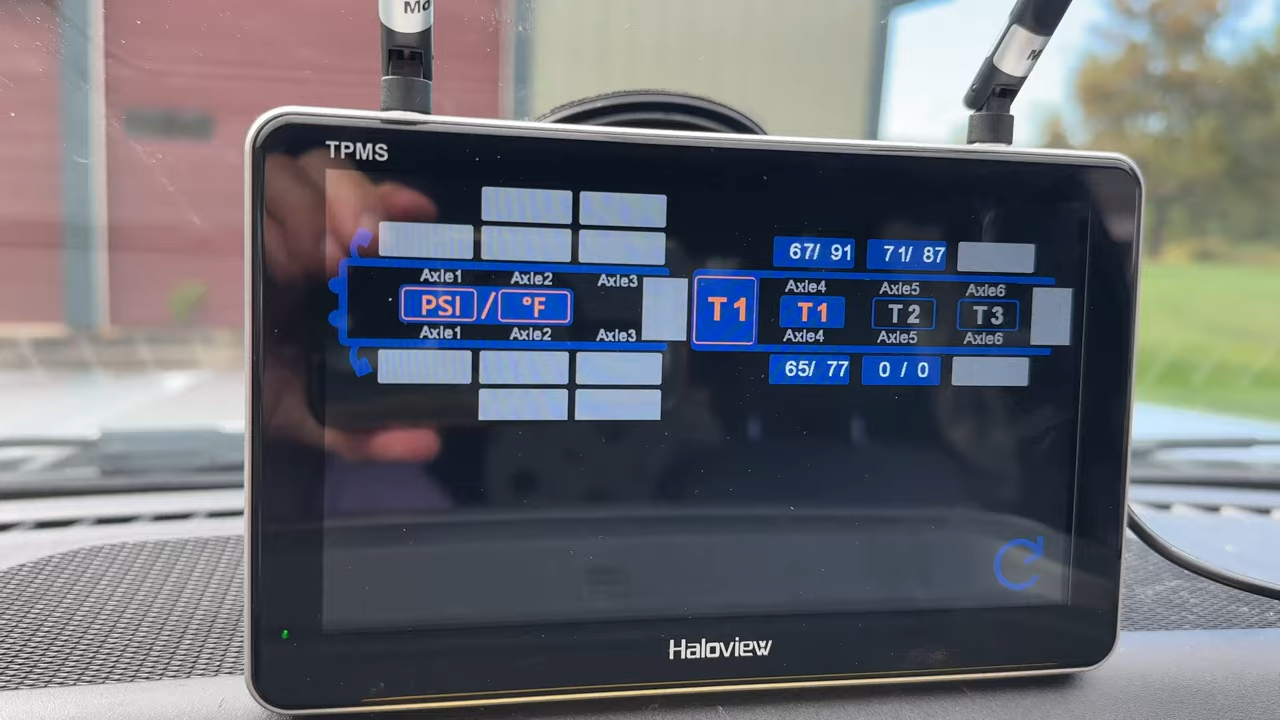 Mo
M
TPMS
67/ 91 71/ 87
Axle1 Axle2 Axle3
Axle4 Axle5 Axle6
PSI / °F
T1
T1 T2 T3
Axle1 Axle2 Axle3
Axle4 Axle5 Axle6
65/ 77 0 / 0
Haloview